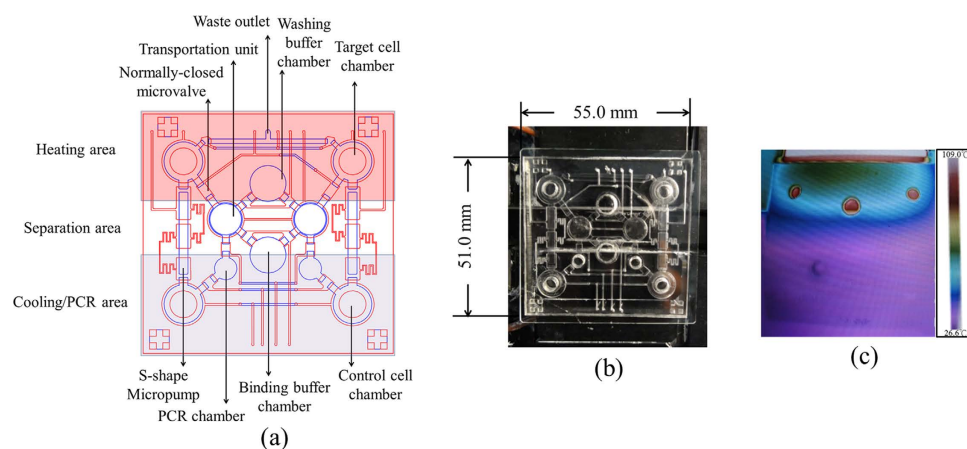 Waste outlet
Washing
buffer
chamber
Transportation unit
Target cell
chamber
Normally-closed
microvalve
Heating area
Separation area
Cooling/PCR area
S-shape
Micropump
PCR chamber
Binding buffer
chamber
Control cell
chamber
(a)
55.0 mm
51.0 mm
(b)
109.0°C
26.6°C
(c)